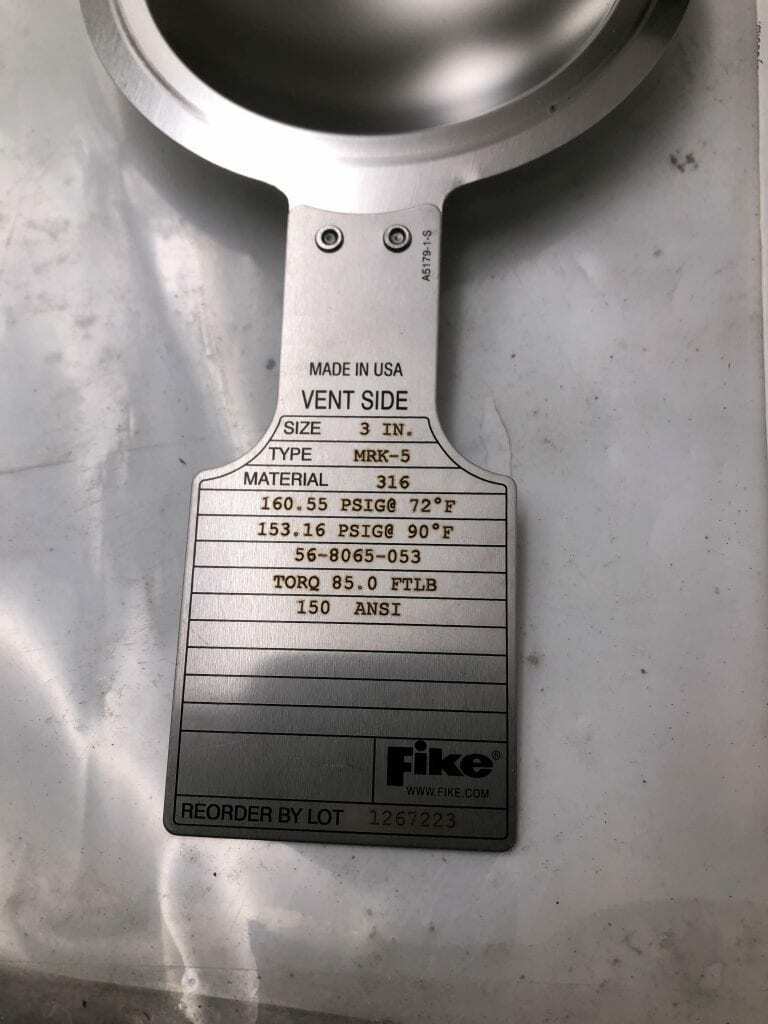 A5179-1-S
MADE IN USA
VENT SIDE
SIZE 3 IN.
TYPE MRK-5
MATERIAL 316
160.55 PSIG@ 72°F
153.16 PSIG@ 90°F
56-8065-053
TORQ 85.0 FTLB
150 ANSI
Fike®
WWW.FIKE.COM
REORDER BY LOT 1267223